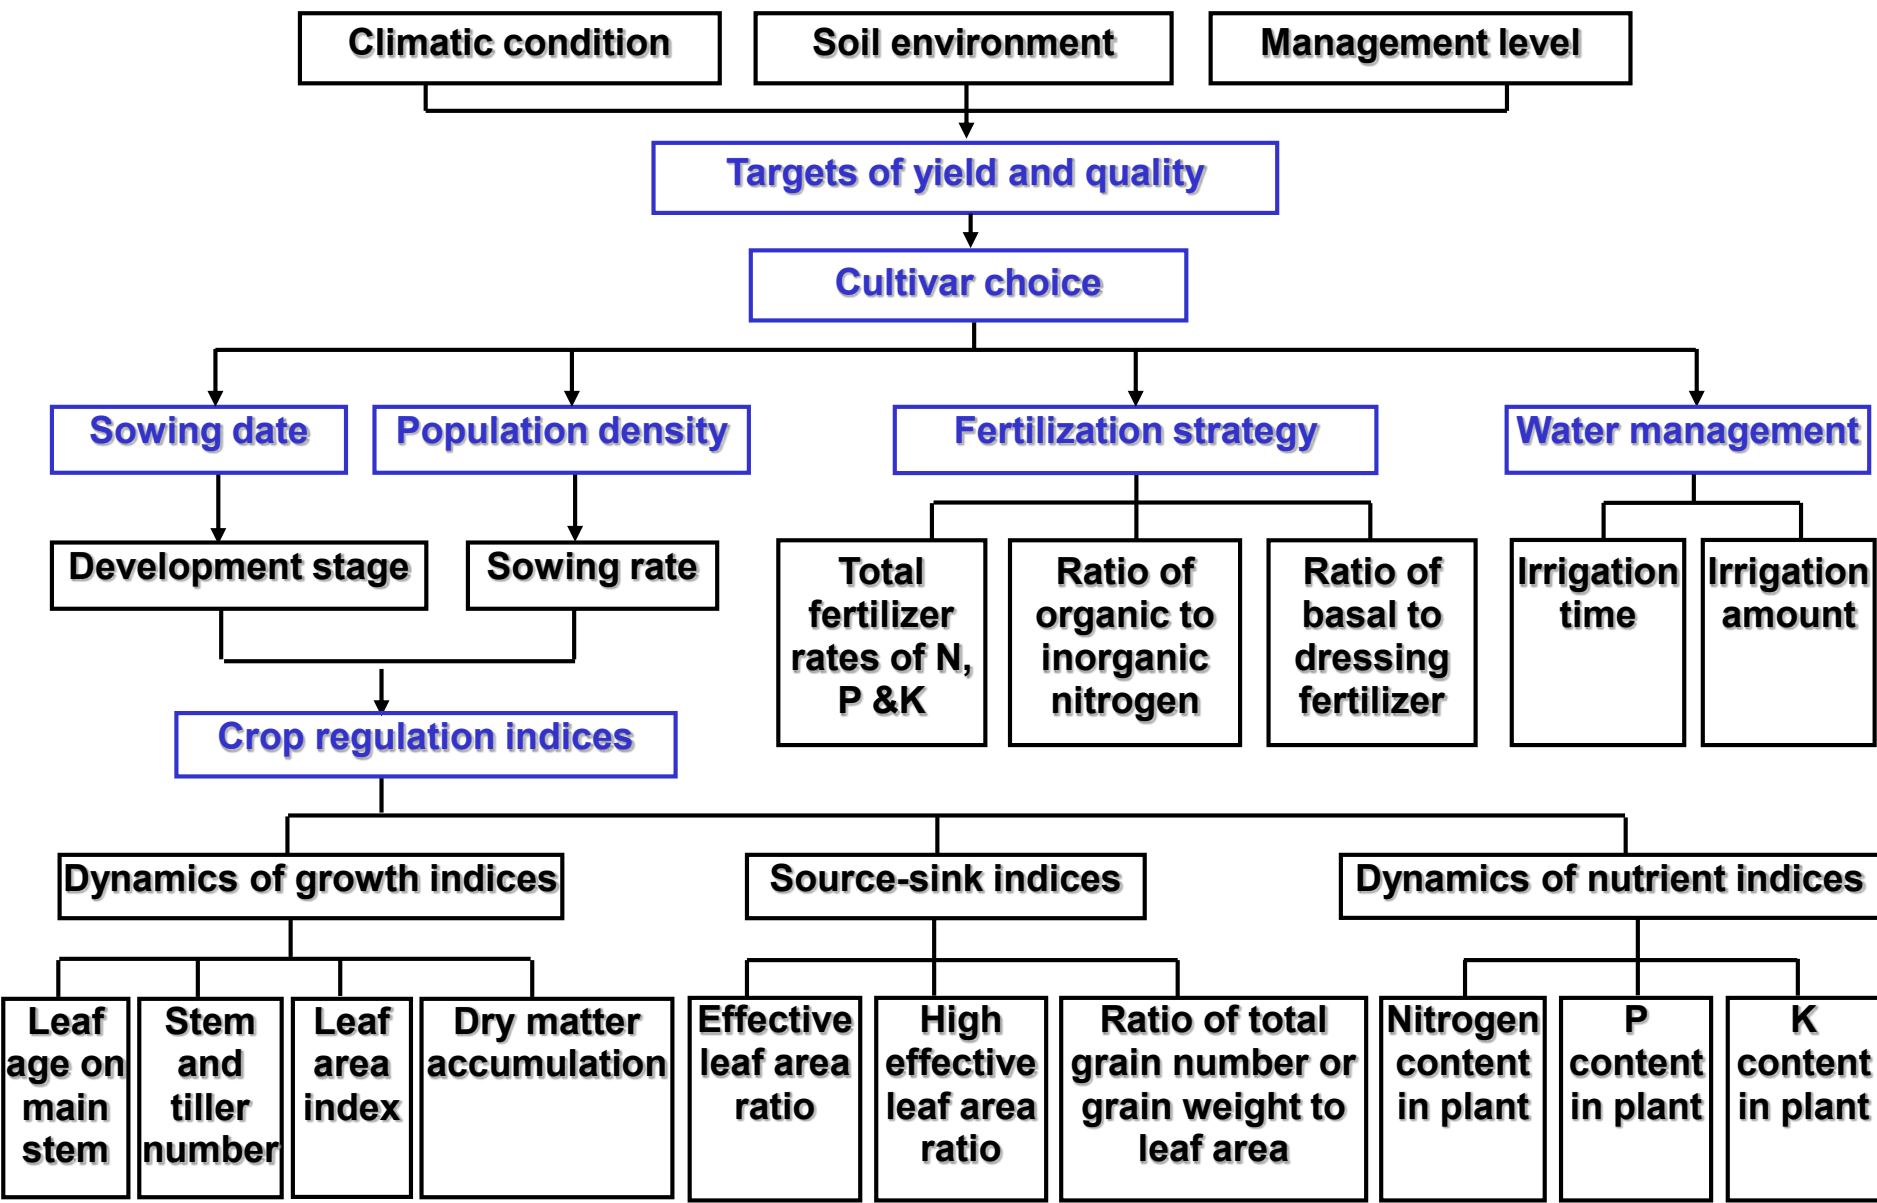 Climatic condition
Soil environment
Management level
Targets of yield and quality
Cultivar choice
Sowing date
Population density
Fertilization strategy
Water management
Development stage
Sowing rate
Total
fertilizer
rates of N,
P &K
Ratio of
organic to
inorganic
nitrogen
Ratio of
basal to
dressing
fertilizer
Irrigation
time
Irrigation
amount
Crop regulation indices
Dynamics of growth indices
Source-sink indices
Dynamics of nutrient indices
Leaf
age on
main
stem
Stem
and
tiller
number
Leaf
area
index
Dry matter
accumulation
Effective
leaf area
ratio
High
effective
leaf area
ratio
Ratio of total
grain number or
grain weight to
leaf area
Nitrogen
content
in plant
P
content
in plant
K
content
in plant